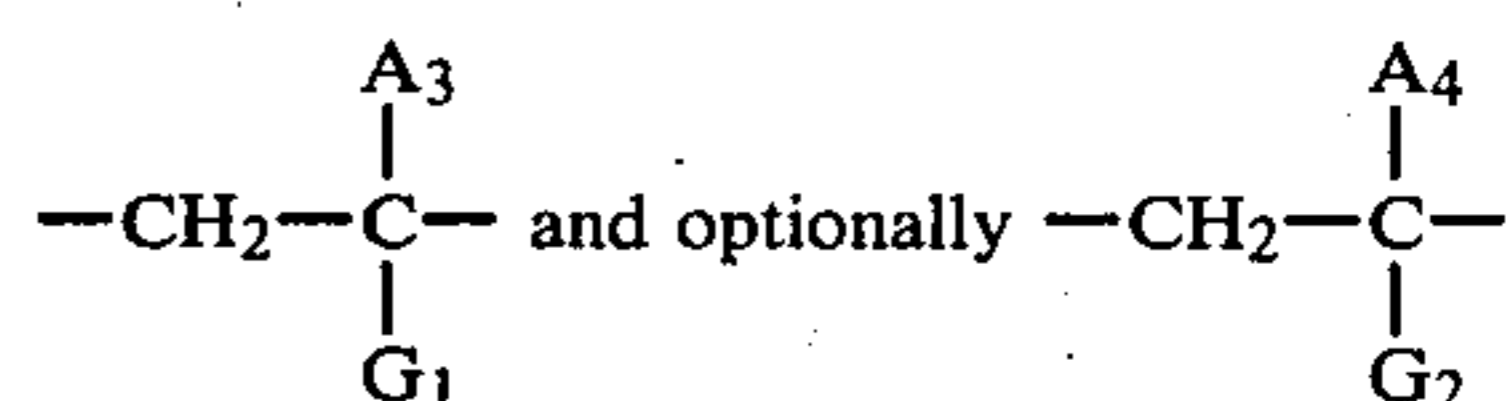 A3 A4
—CH2—C— and optionally —CH2—C—
G1 G2